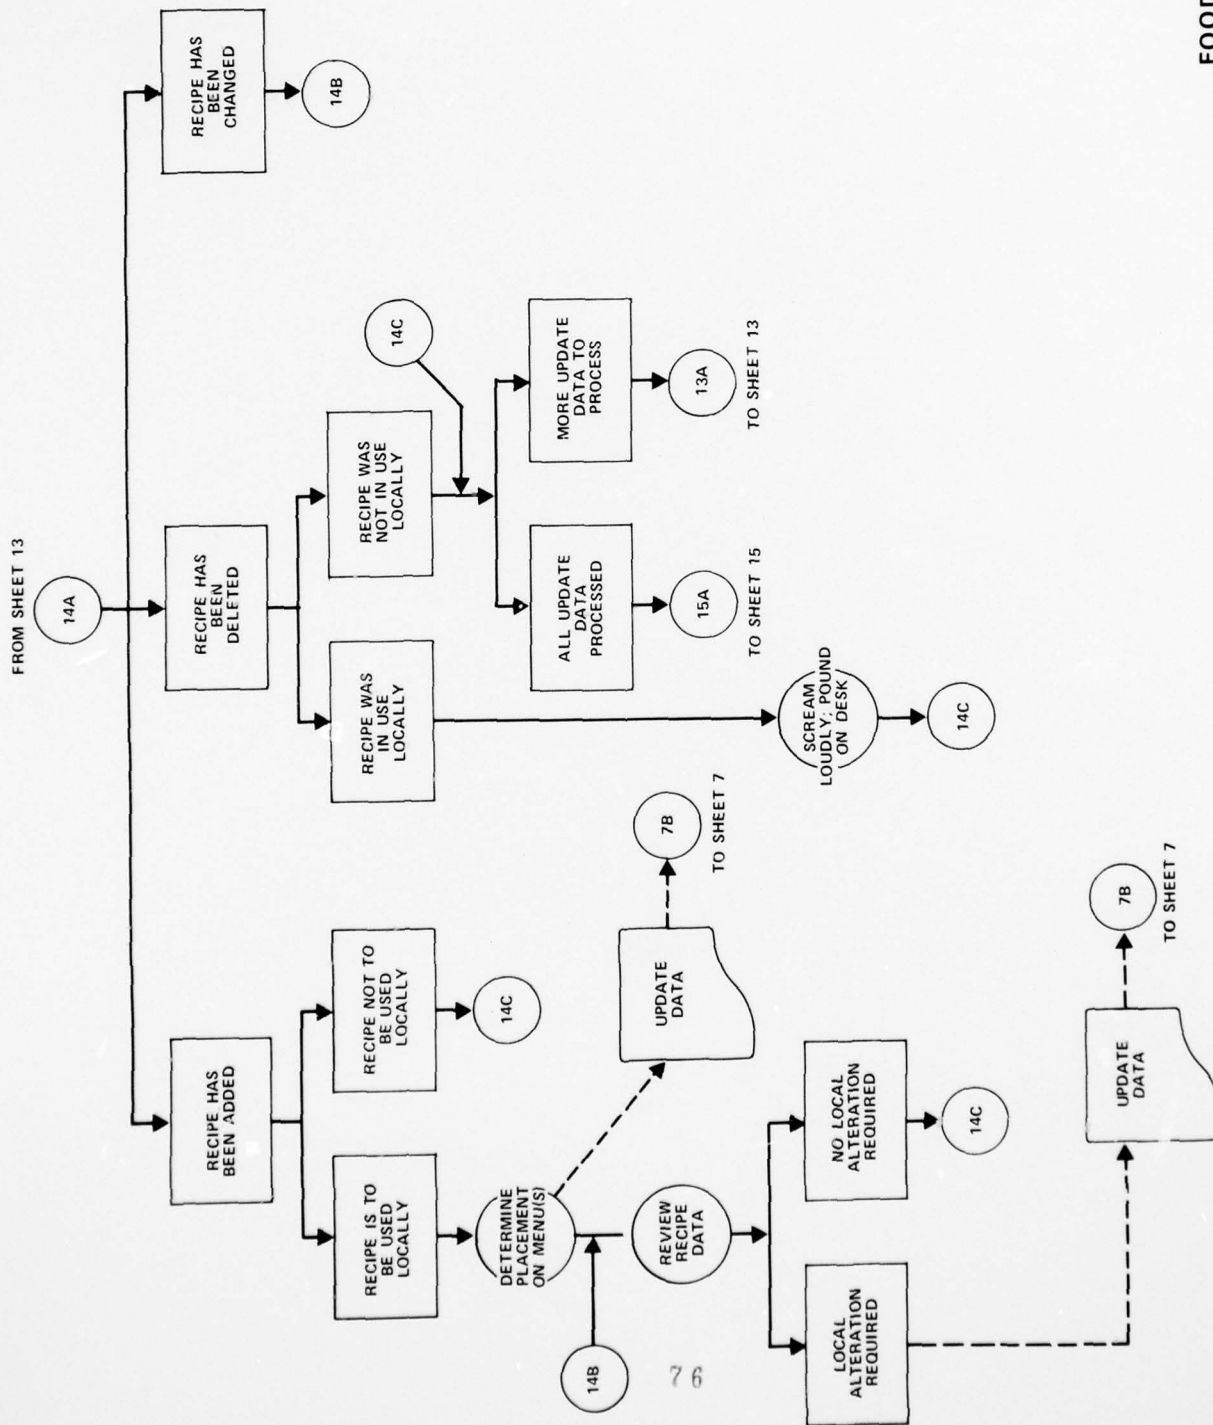 FROM SHEET 13
14A
RECIPE HAS
BEEN ADDED
RECIPE HAS
BEEN
DELETED
RECIPE HAS
BEEN
CHANGED
14B
RECIPE IS TO
BE USED
LOCALLY
RECIPE NOT TO
BE USED
LOCALLY
RECIPE WAS
IN USE
LOCALLY
RECIPE WAS
NOT IN USE
LOCALLY
14C
DETERMINE
PLACEMENT
ON MENU(S)
14C
ALL UPDATE
DATA
PROCESSED
MORE UPDATE
DATA TO
PROCESS
14B
REVIEW
RECIPE
DATA
UPDATE
DATA
7B
TO SHEET 7
15A
TO SHEET 15
13A
TO SHEET 13
LOCAL
ALTERATION
REQUIRED
NO LOCAL
ALTERATION
REQUIRED
SCREAM
LOUDLY; POUND
ON DESK
14C
14C
UPDATE
DATA
7B
TO SHEET 7
FOOD
76